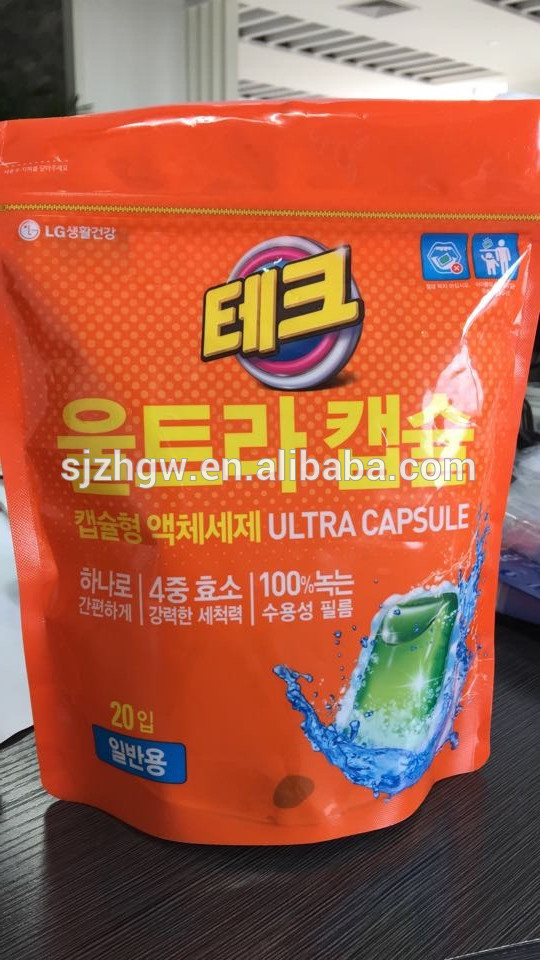 LG생활건강
테크
울트라 캡슐
sjzhgw.en.alibaba.com
캡슐형 액체세제 ULTRA CAPSULE
하나로 간편하게
4중 효소 강력한 세척력
100% 녹는 수용성 필름
20입
일반용